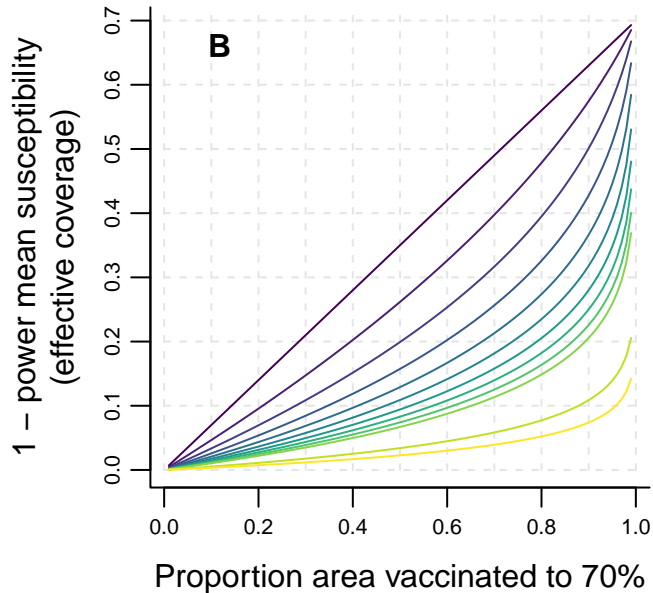 B
1 − power mean susceptibility
(effective coverage)
0.7
0.6
0.5
0.4
0.3
0.2
0.1
0.0
0.0 0.2 0.4 0.6 0.8 1.0
Proportion area vaccinated to 70%